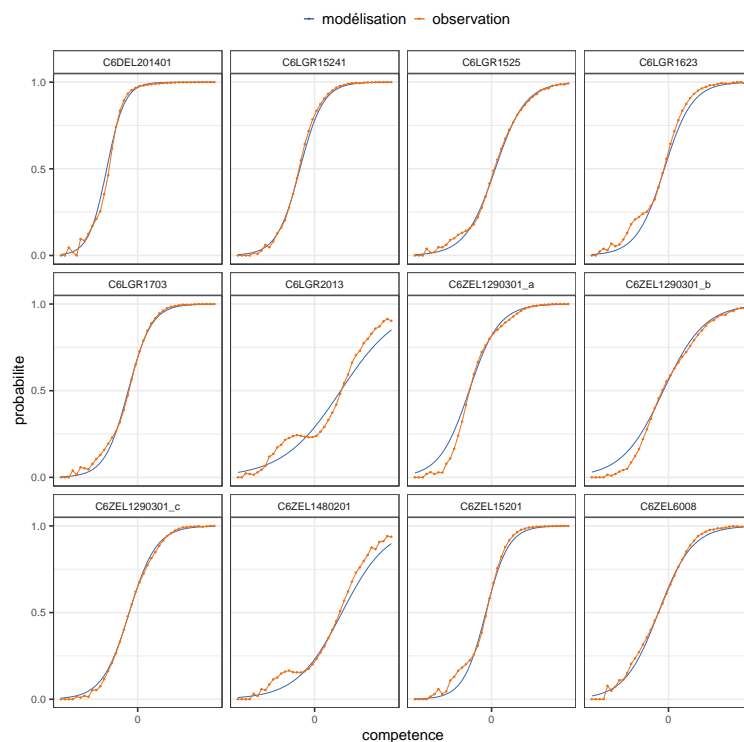 modélisation observation
C6DEL201401 C6LGR15241 C6LGR1525 C6LGR1623
1.0
0.5
0.0
C6LGR1703 C6LGR2013 C6ZEL1290301_a C6ZEL1290301_b
1.0
0.5
0.0
probabilite
C6ZEL1290301_c C6ZEL1480201 C6ZEL15201 C6ZEL6008
1.0
0.5
0.0
0 0 0 0
competence